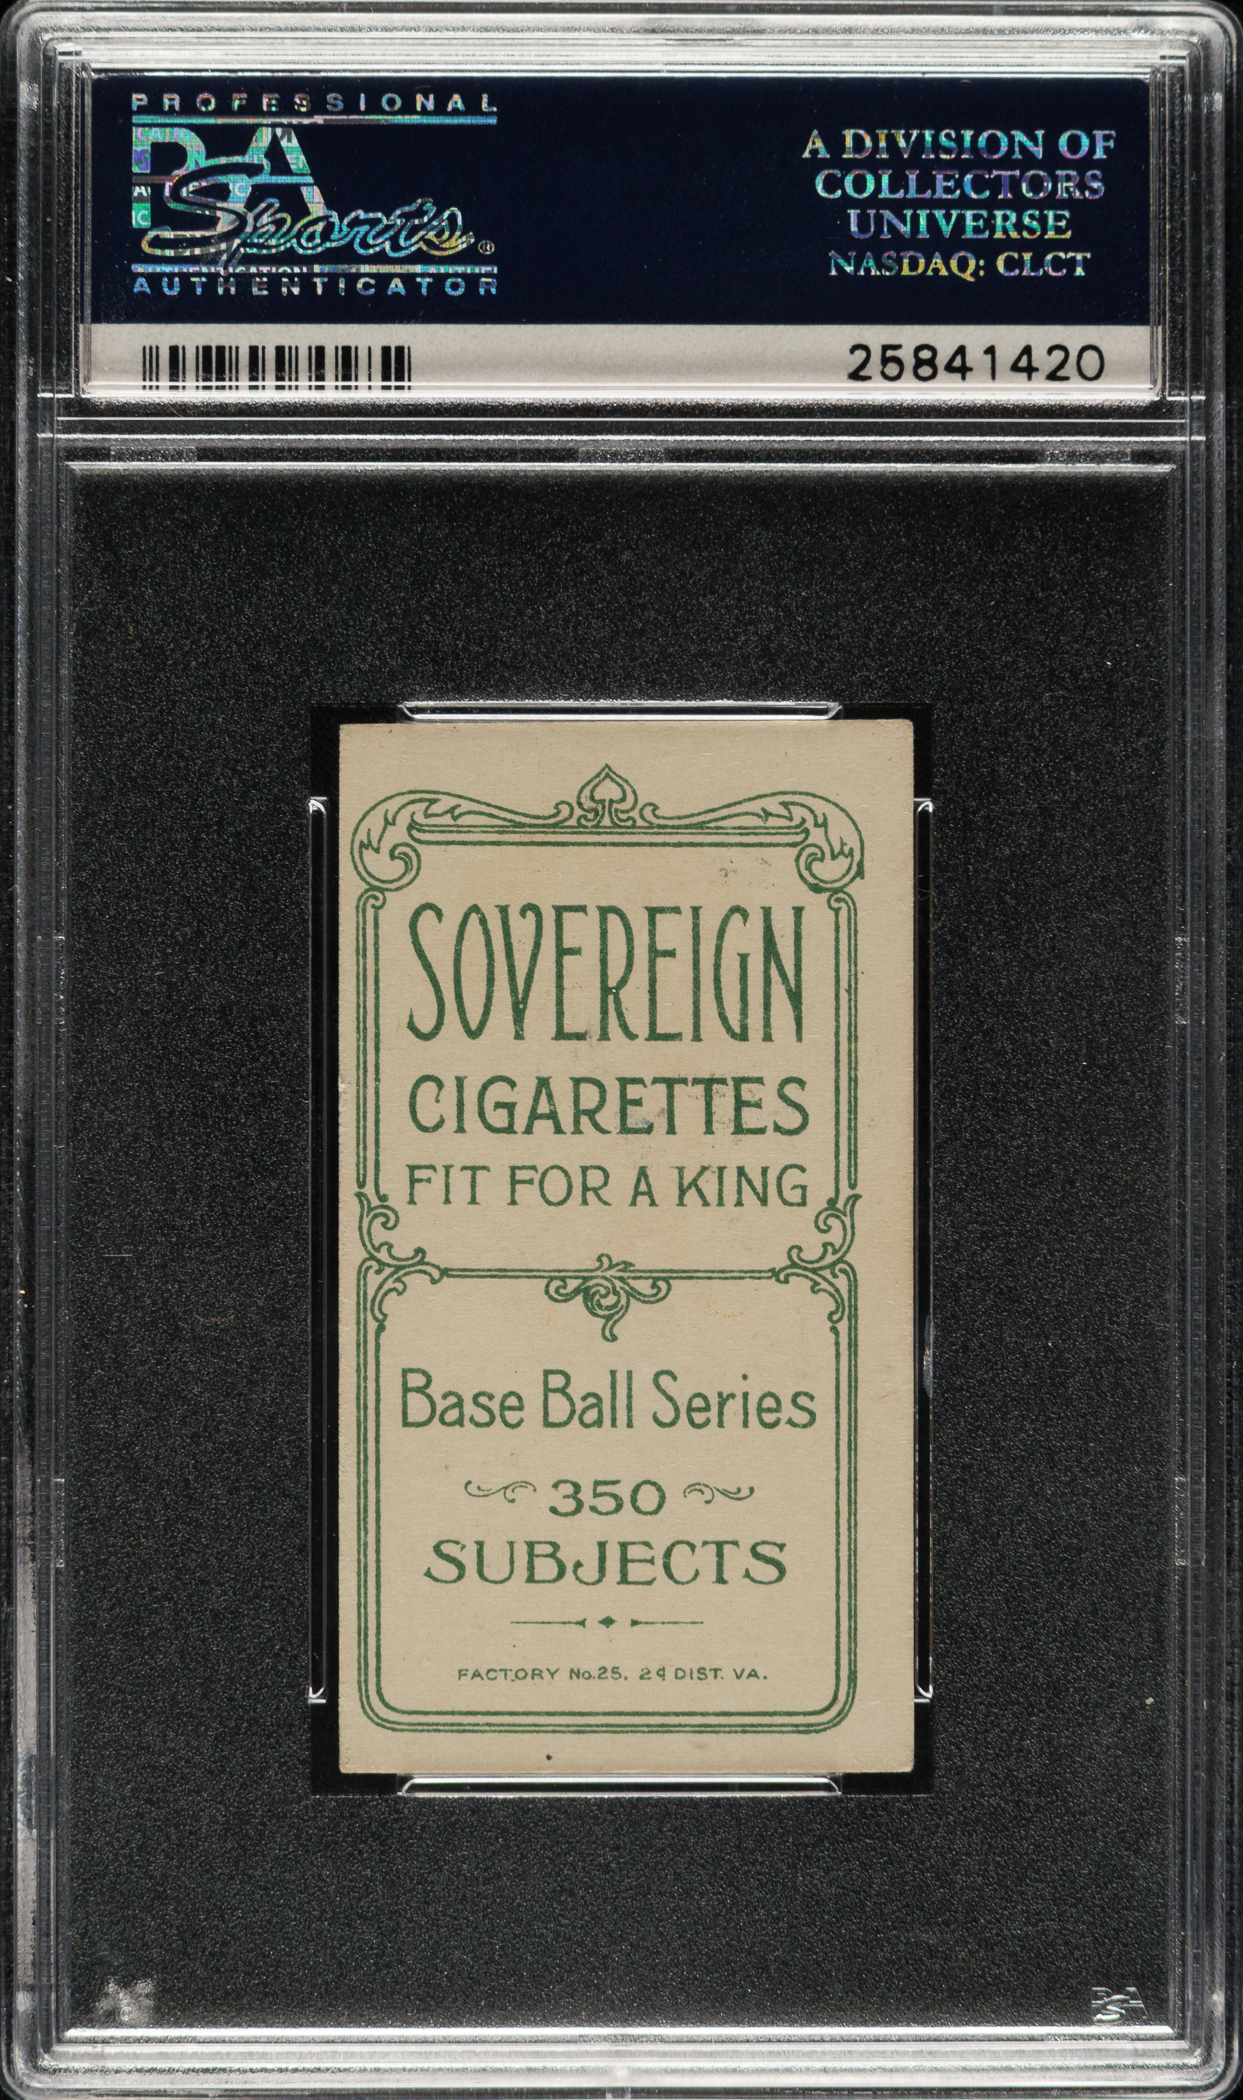 PROFESSIONAL
PSA
Sports®
AUTHENTICATOR
A DIVISION OF
COLLECTORS
UNIVERSE
NASDAQ: CLCT
25841420
SOVEREIGN
CIGARETTES
FIT FOR A KING
Base Ball Series
350
SUBJECTS
FACTORY No. 25, 2d DIST. VA.
PSA